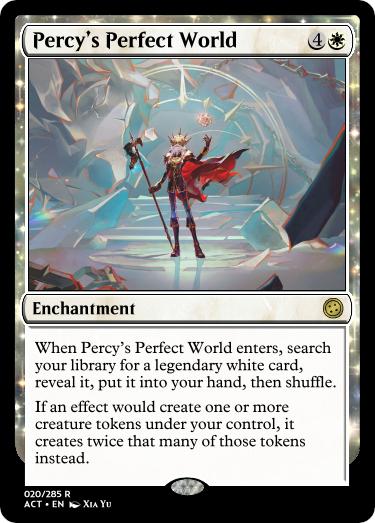 Percy's Perfect World 4
Enchantment
When Percy's Perfect World enters, search
your library for a legendary white card,
reveal it, put it into your hand, then shuffle.
If an effect would create one or more
creature tokens under your control, it
creates twice that many of those tokens
instead.
020/285 R
ACT • EN Xia Yu